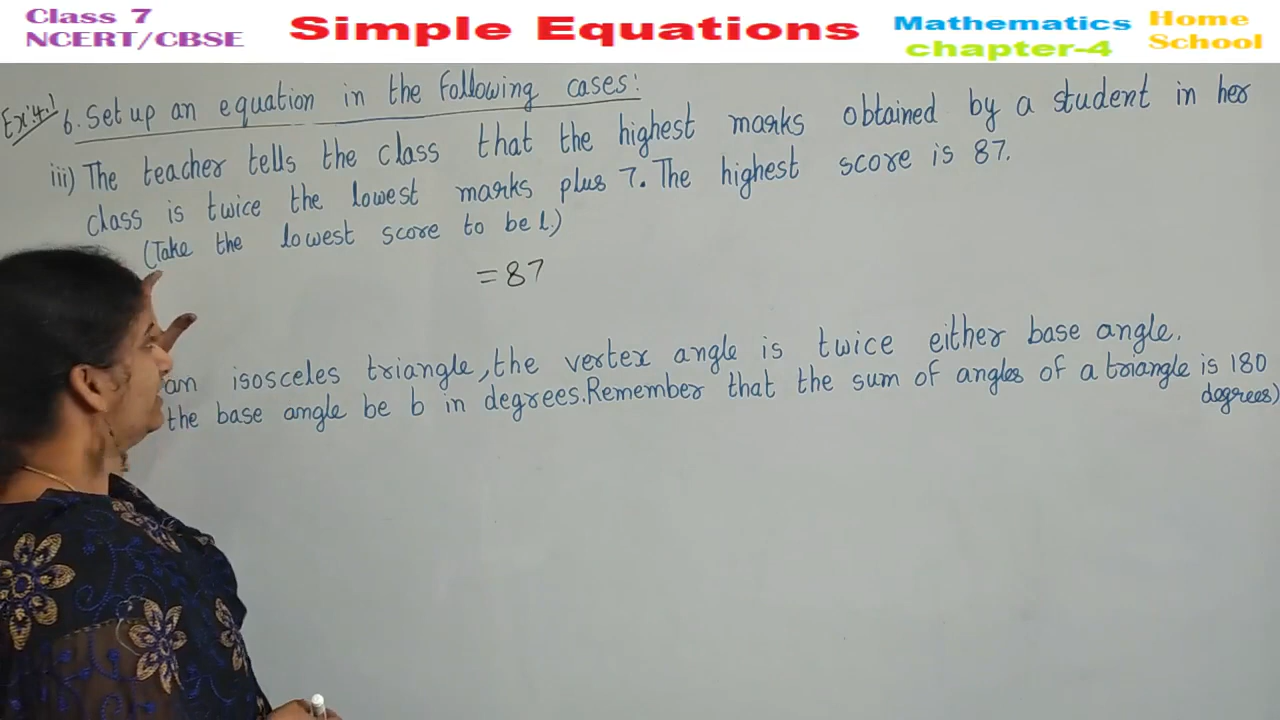 Class 7
NCERT/CBSE
Simple Equations
Mathematics
chapter-4
Home
School
Ex:4.1
6. Set up an equation in the following cases:
iii) The teacher tells the class that the highest marks obtained by a student in her
class is twice the lowest marks plus 7. The highest score is 87.
(Take the lowest score to be l.)
= 87
an isosceles triangle, the vertex angle is twice either base angle.
the base angle be b in degrees. Remember that the sum of angles of a triangle is 180
degrees)